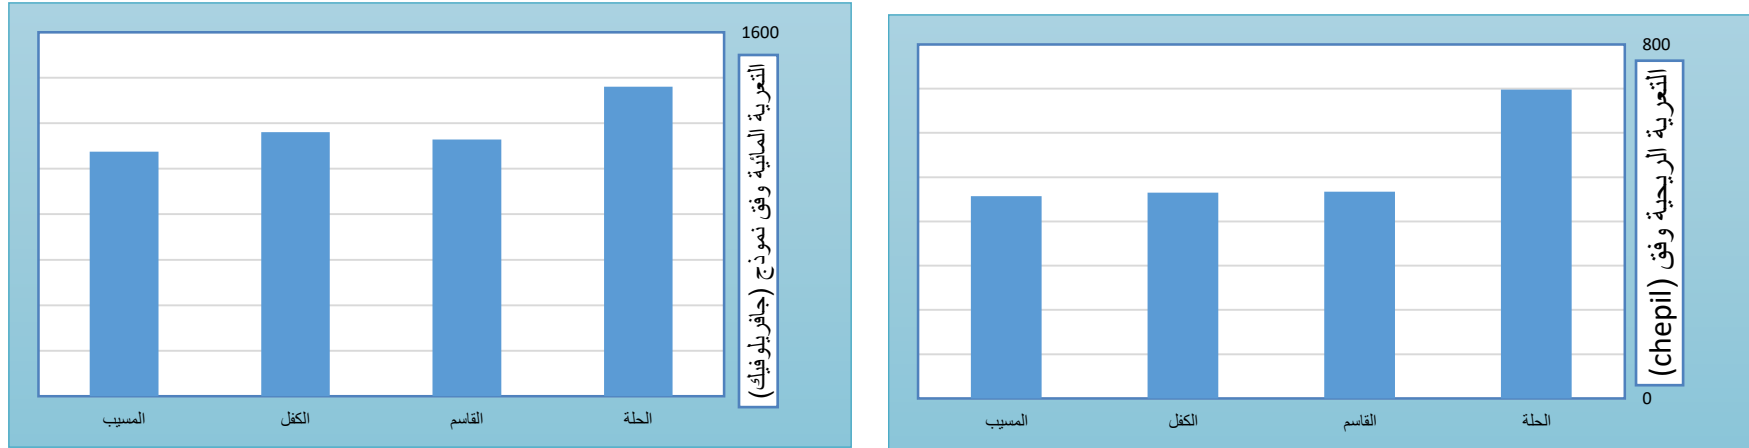 1600
التعرية المائية وفق نموذج (جافريلوفيك)
الحلة
القاسم
الكفل
المسيب
800
التعرية الريحية وفق (chepil)
0
الحلة
القاسم
الكفل
المسيب